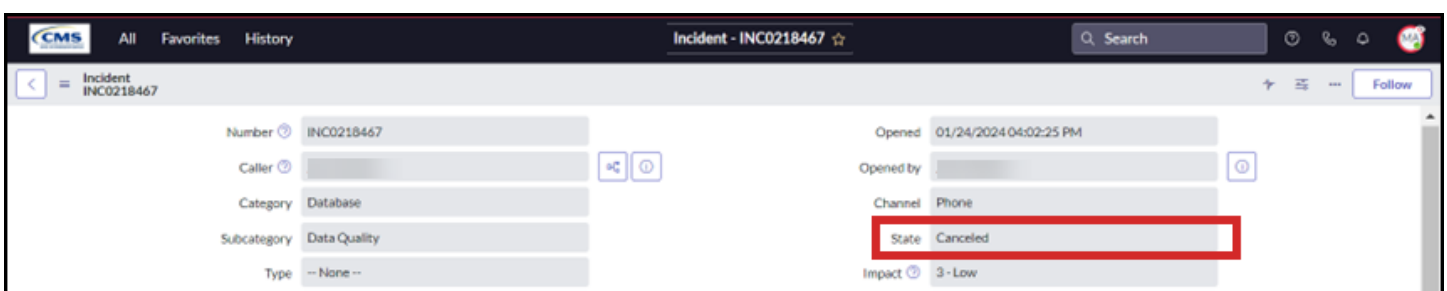 CMS All Favorites History Incident - INC0218467 Search MA
Incident
INC0218467
Follow
Number INC0218467
Caller
Category Database
Subcategory Data Quality
Type -- None --
Opened 01/24/2024 04:02:25 PM
Opened by
Channel Phone
State Canceled
Impact 3 - Low